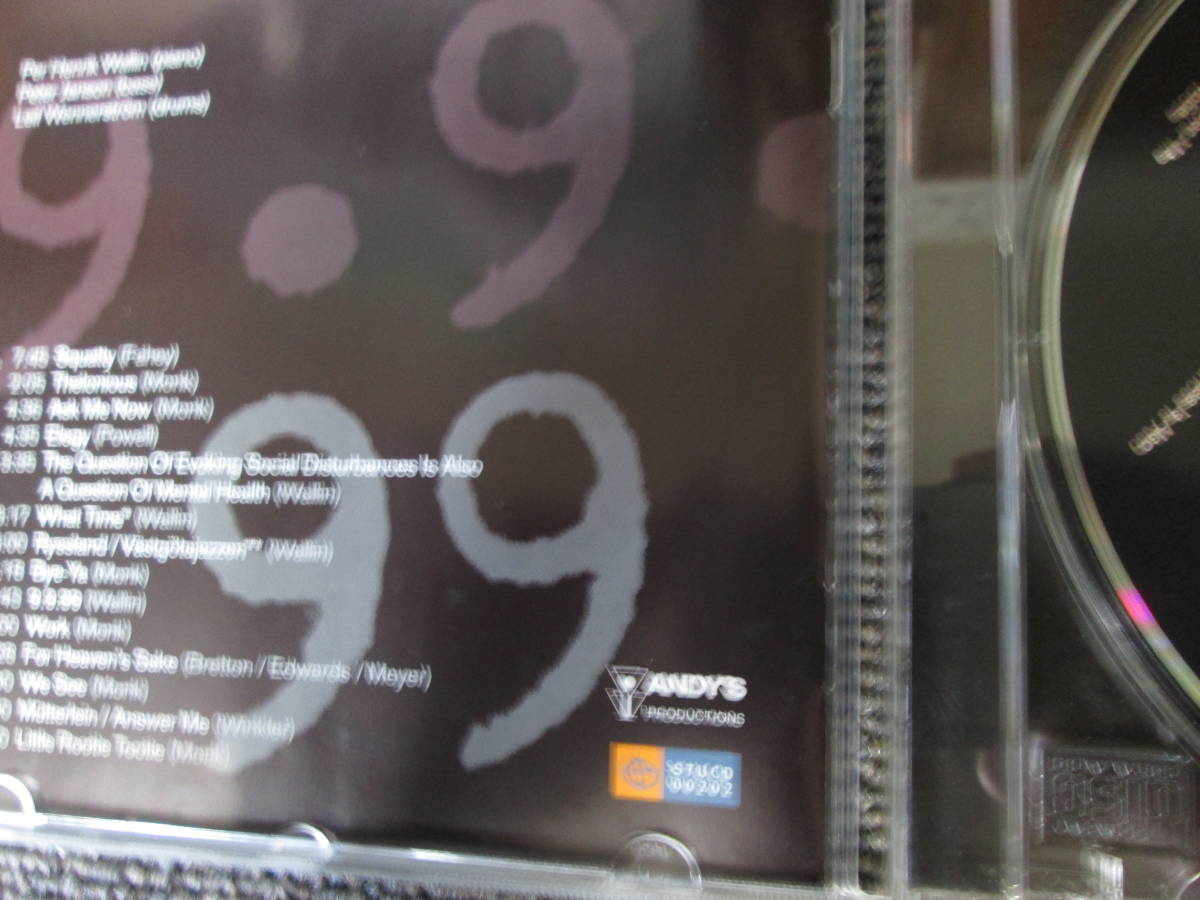 Per Henrik Wallin (piano)
Peter Janson (bass)
Leif Wennerström (drums)
9. 9.
7:45 Squatty (Fahey)
Thelonious (Monk)
4:36 Ask Me Now (Monk)
4:35 Elegy (Powell)
The Question Of Evoking Social Disturbances Is Also
A Question Of Mental Health (Wallin)
:17 What Time* (Wallin)
:00 Ryssland / Västgötajazzen** (Wallin)
Bye-Ya (Monk)
9.9.99 (Wallin)
Work (Monk)
For Heaven's Sake (Bretton / Edwards / Meyer)
We See (Monk)
Mütterlein / Answer Me (Winkler)
Little Rootie Tootie (Monk)
99
ANDY'S
PRODUCTIONS
STUCD
00202